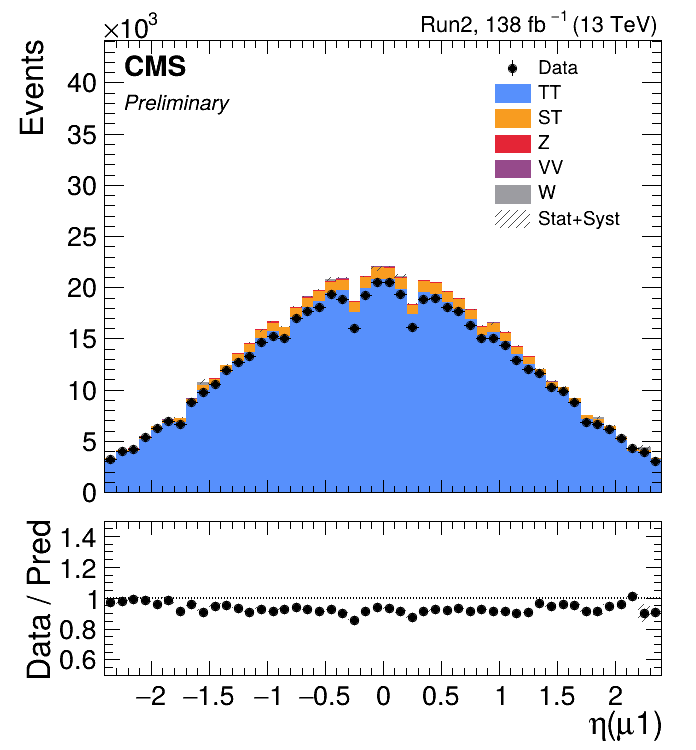 ×10³
Run2, 138 fb⁻¹ (13 TeV)
Events
CMS
Preliminary
Data
TT
ST
Z
VV
W
Stat+Syst
40
35
30
25
20
15
10
5
0
Data / Pred
1.4
1.2
1
0.8
0.6
−2 −1.5 −1 −0.5 0 0.5 1 1.5 2
η(μ1)